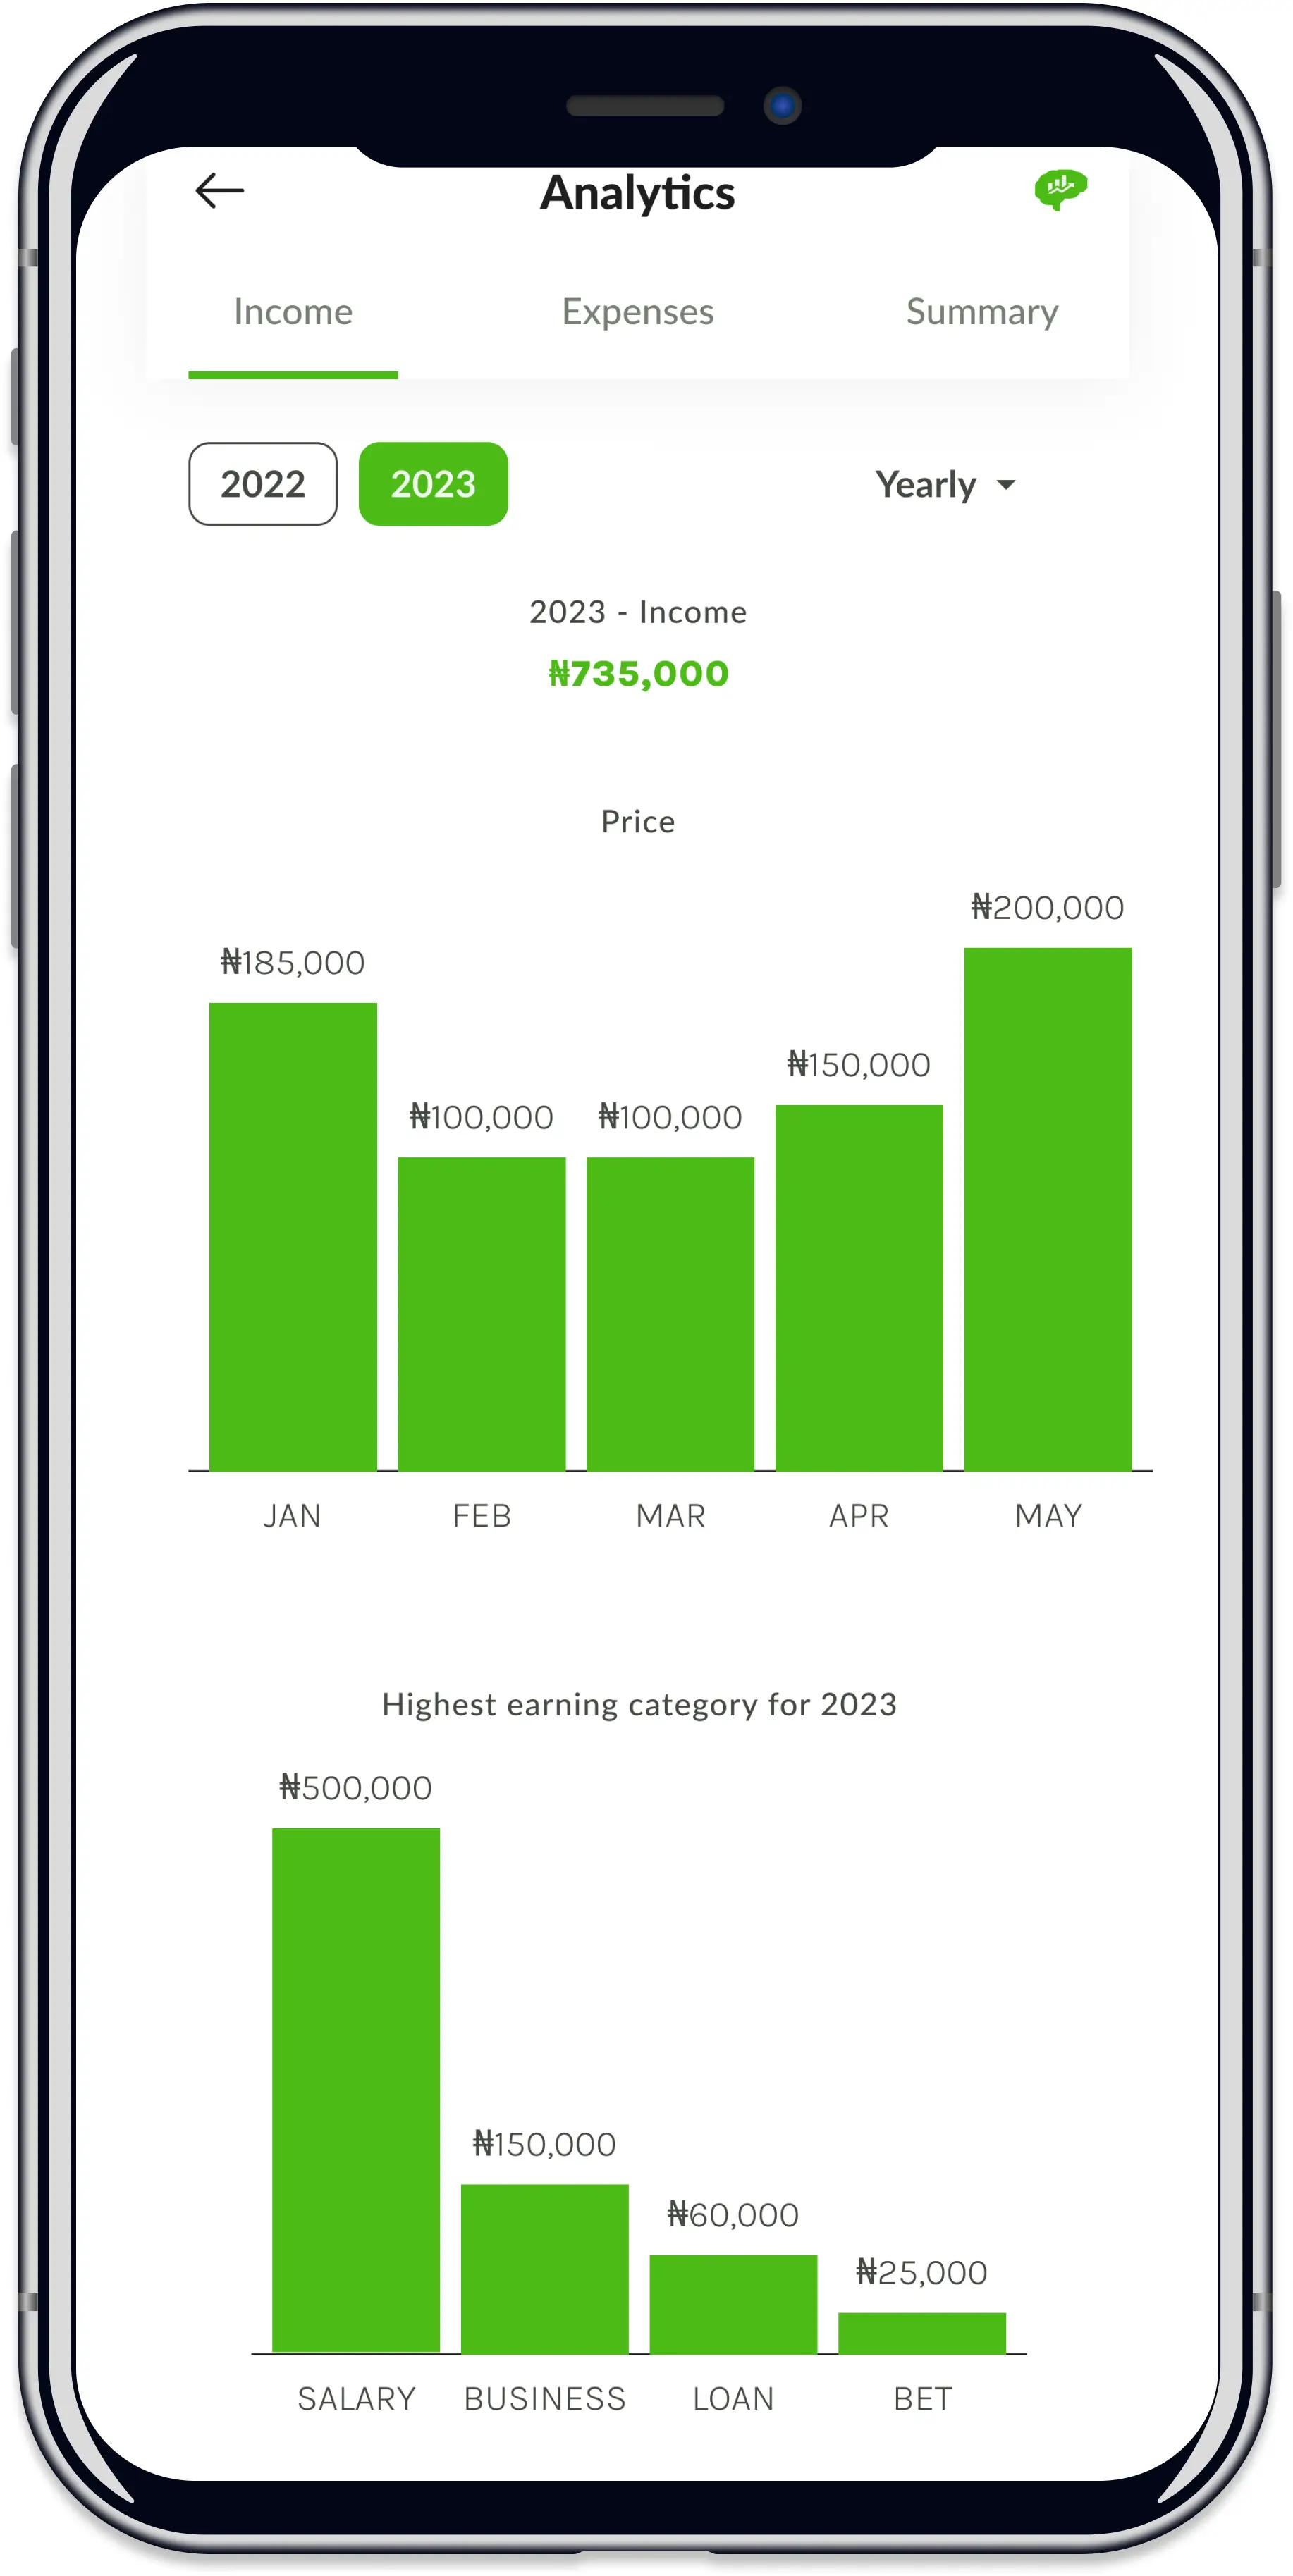 Analytics
Income Expenses Summary
2022 2023 Yearly
2023 - Income
₦735,000
Price
₦200,000
₦185,000
₦150,000
₦100,000 ₦100,000
JAN FEB MAR APR MAY
Highest earning category for 2023
₦500,000
₦150,000
₦60,000
₦25,000
SALARY BUSINESS LOAN BET